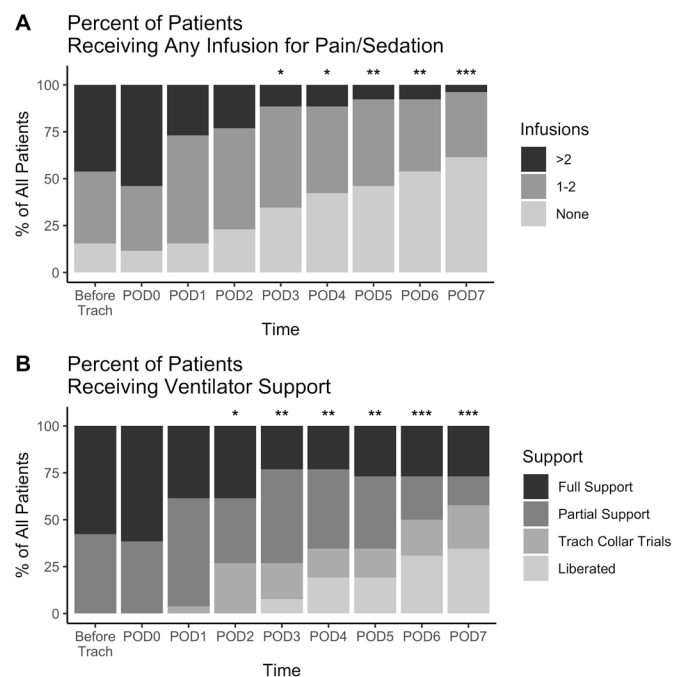 A
Percent of Patients
Receiving Any Infusion for Pain/Sedation
* * ** ** ***
100
75
50
25
0
% of All Patients
Before Trach POD0 POD1 POD2 POD3 POD4 POD5 POD6 POD7
Time
Infusions
>2
1-2
None
B
Percent of Patients
Receiving Ventilator Support
* ** ** ** *** ***
100
75
50
25
0
% of All Patients
Before Trach POD0 POD1 POD2 POD3 POD4 POD5 POD6 POD7
Time
Support
Full Support
Partial Support
Trach Collar Trials
Liberated